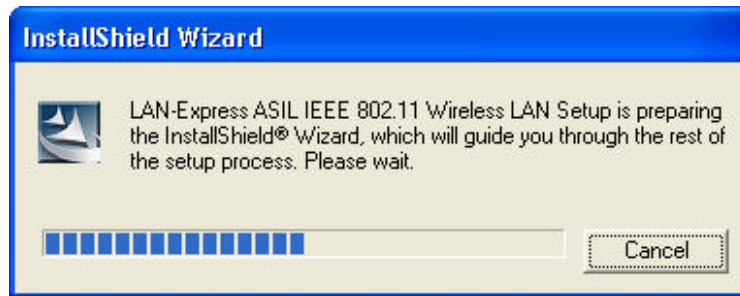 InstallShield Wizard
LAN-Express ASIL IEEE 802.11 Wireless LAN Setup is preparing
the InstallShield® Wizard, which will guide you through the rest of
the setup process. Please wait.
Cancel